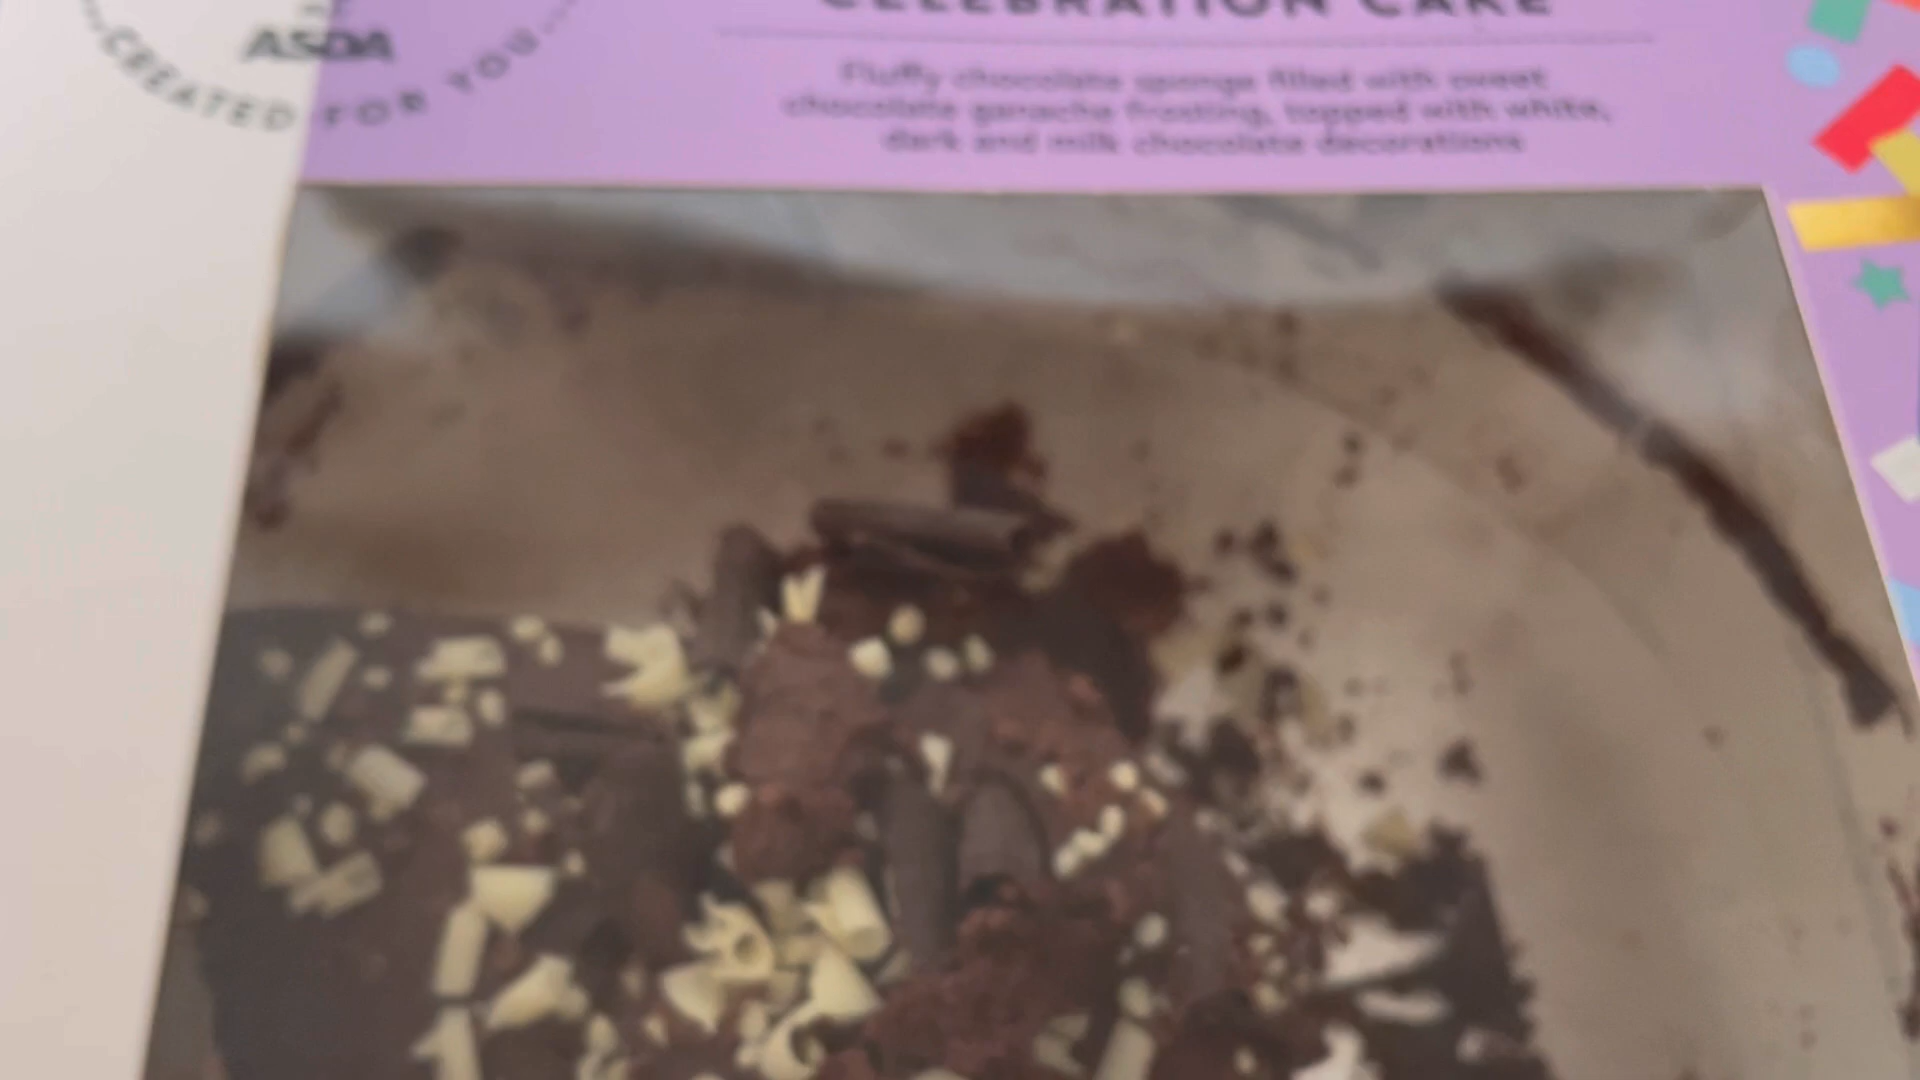 CELEBRATION CAKE
ASDA
CREATED FOR YOU
Fluffy chocolate sponge filled with sweet
chocolate ganache frosting, topped with white,
dark and milk chocolate decorations